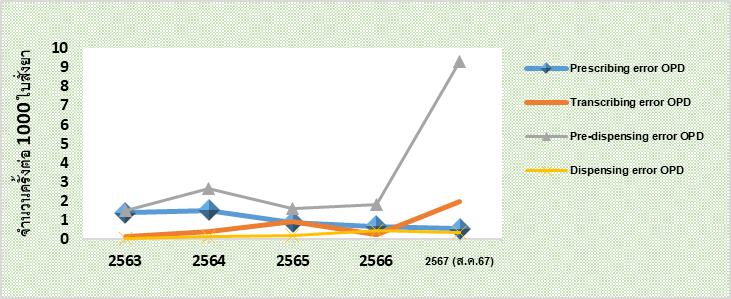 จำนวนครั้งต่อ 1000 ใบสั่งยา
10
9
8
7
6
5
4
3
2
1
0
2563 2564 2565 2566 2567 (ส.ค.67)
Prescribing error OPD
Transcribing error OPD
Pre-dispensing error OPD
Dispensing error OPD